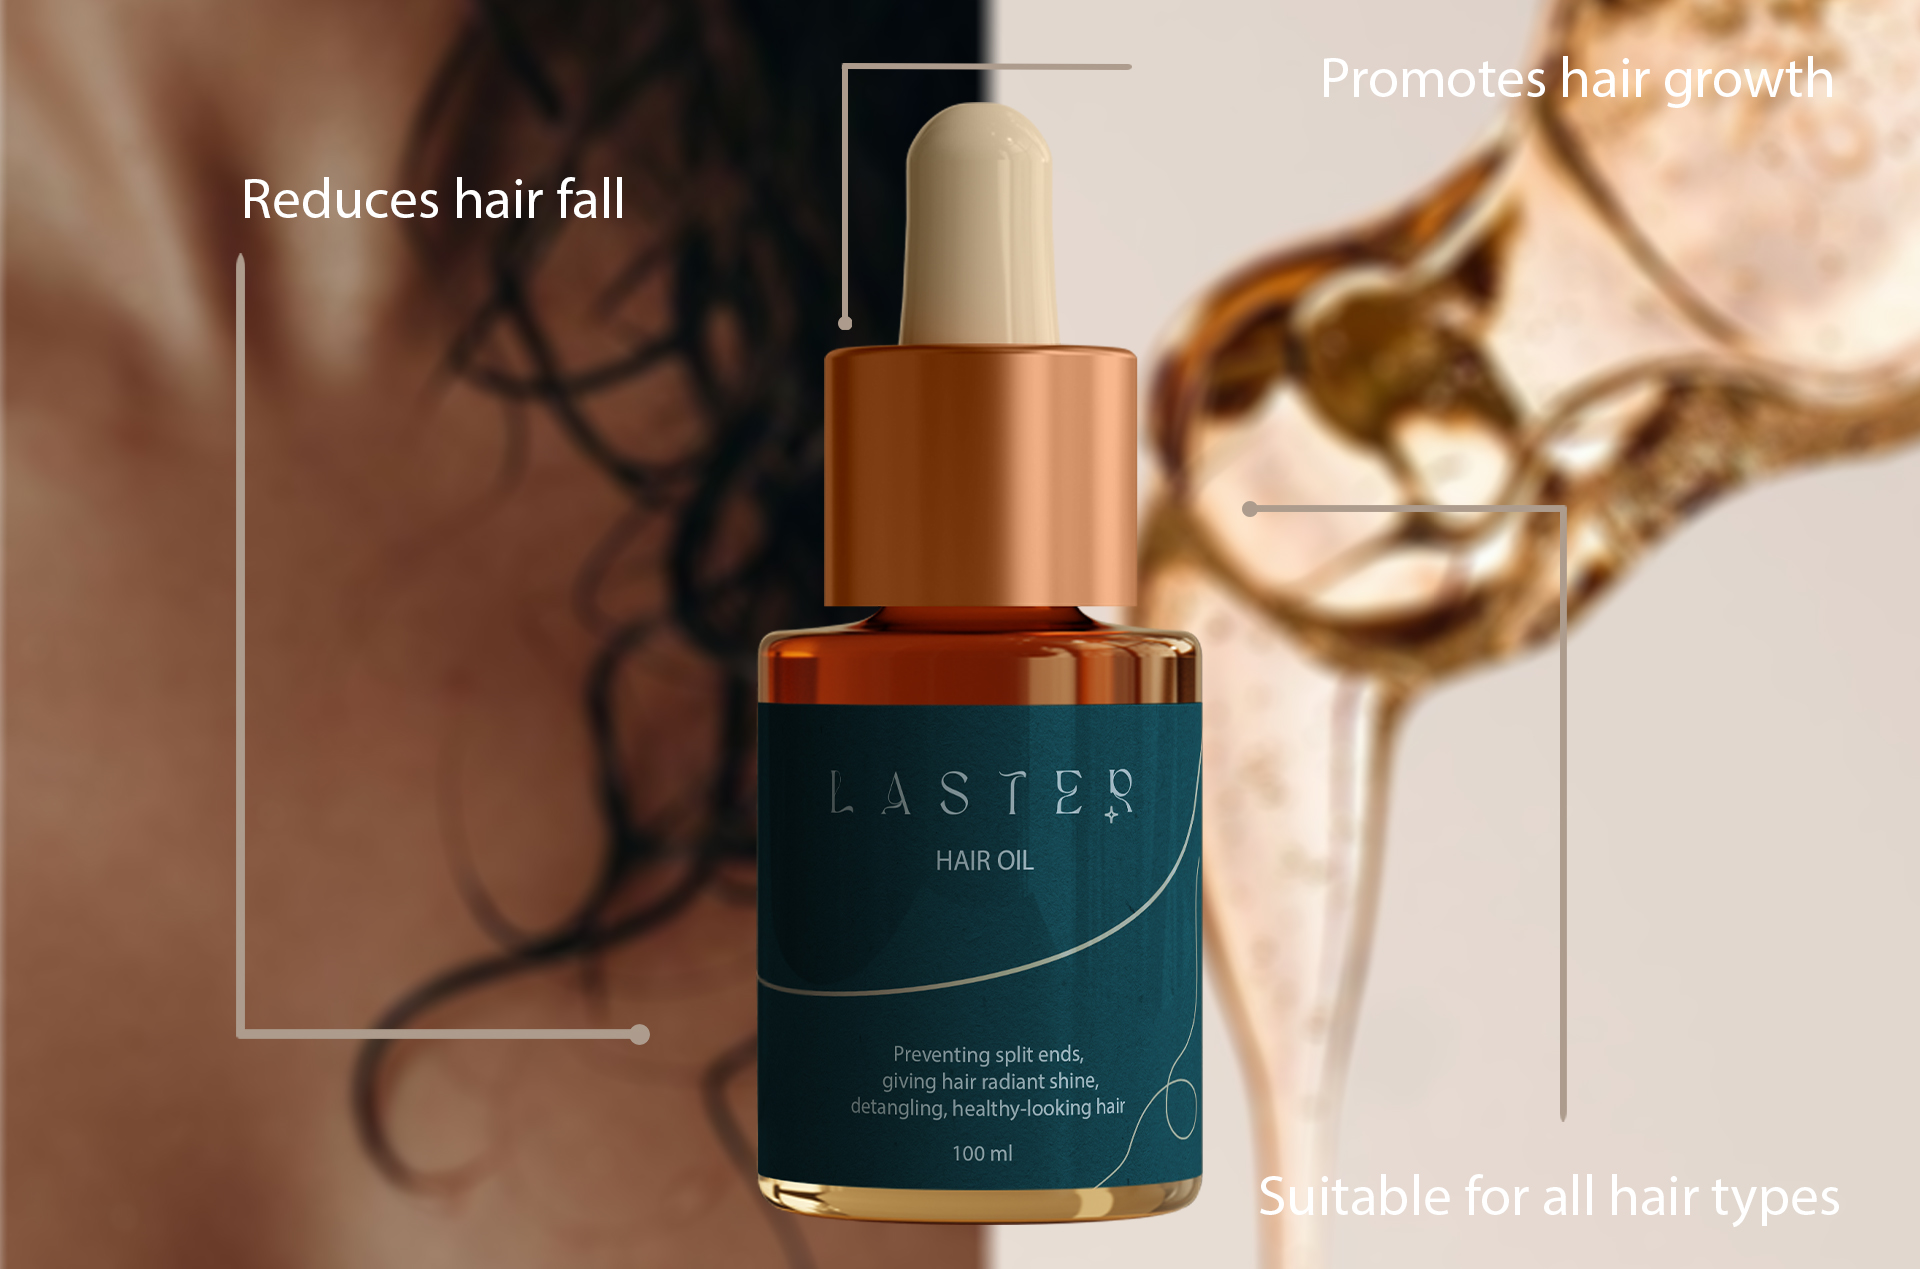 Promotes hair growth
Reduces hair fall
LASTER
HAIR OIL
Preventing split ends,
giving hair radiant shine,
detangling, healthy-looking hair
100 ml
Suitable for all hair types